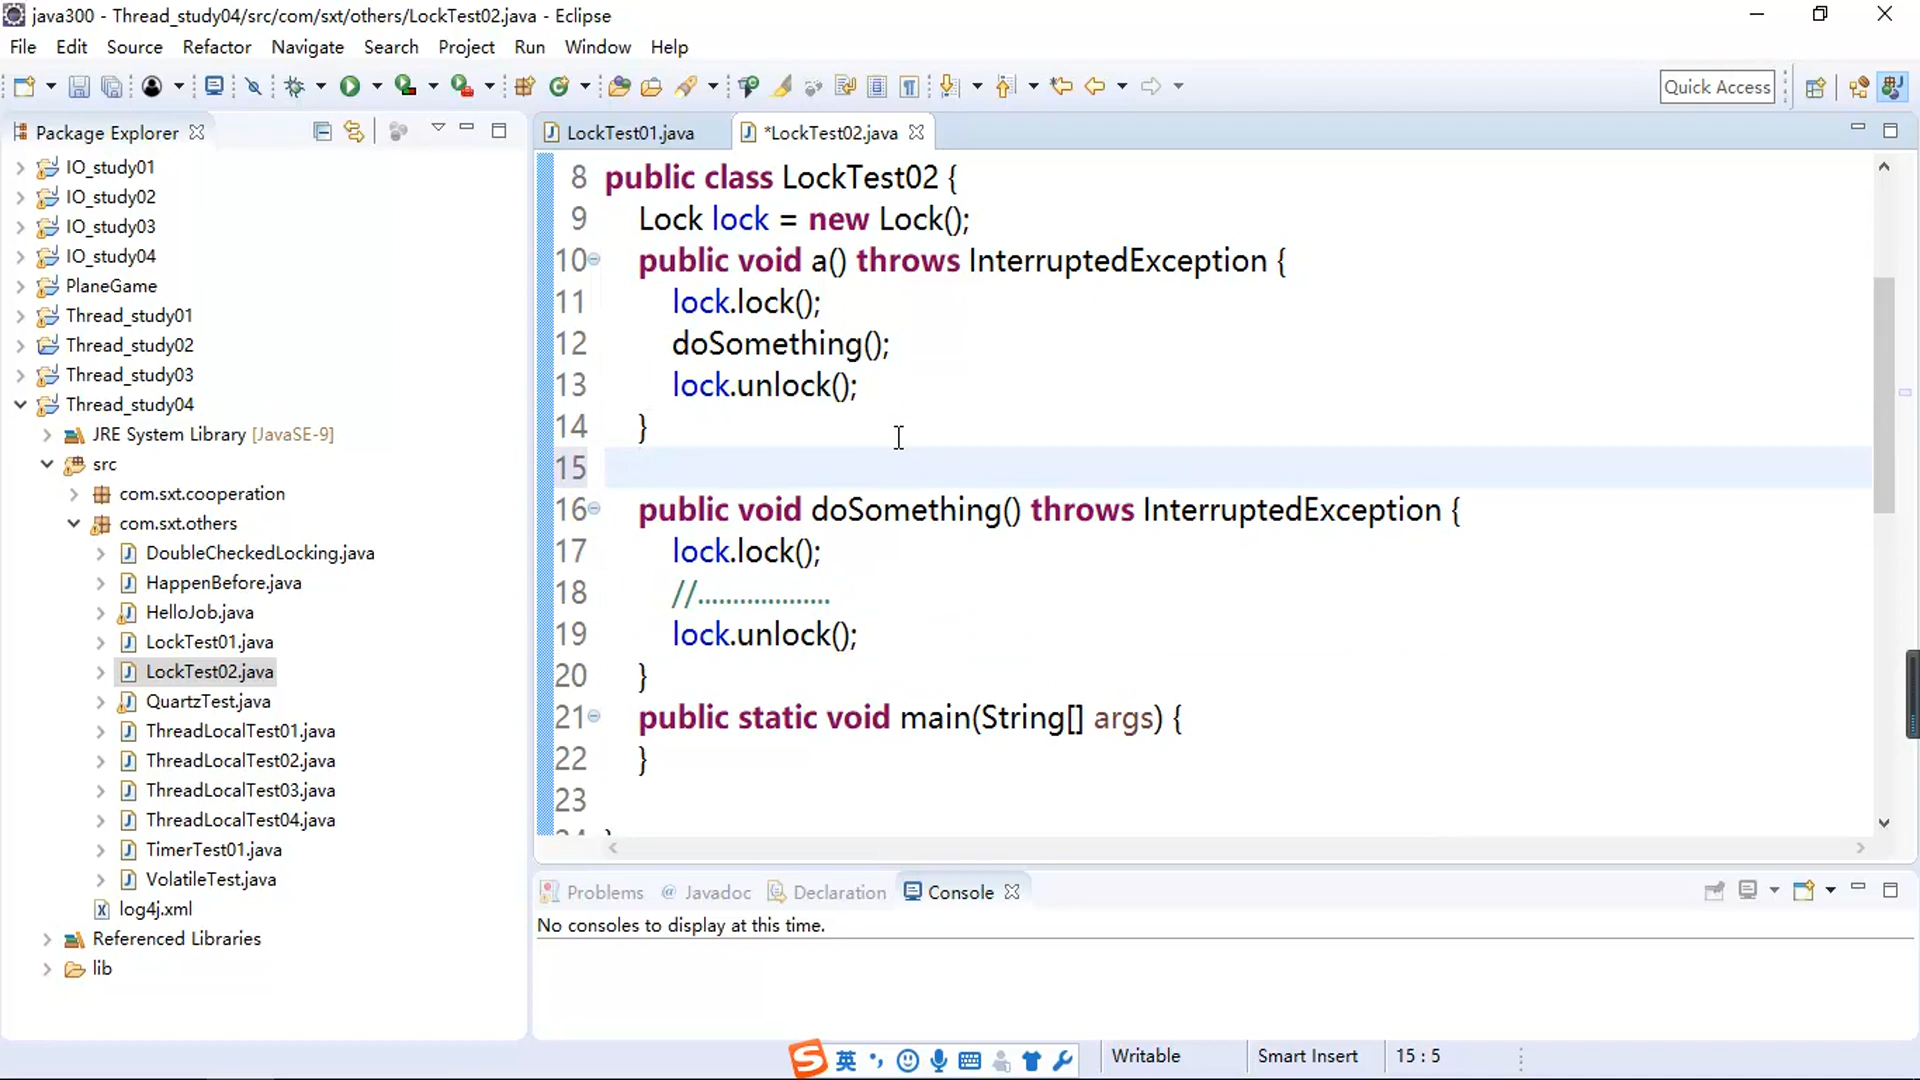 java300 - Thread_study04/src/com/sxt/others/LockTest02.java - Eclipse
File Edit Source Refactor Navigate Search Project Run Window Help
Quick Access
Package Explorer
IO_study01
IO_study02
IO_study03
IO_study04
PlaneGame
Thread_study01
Thread_study02
Thread_study03
Thread_study04
JRE System Library [JavaSE-9]
src
com.sxt.cooperation
com.sxt.others
DoubleCheckedLocking.java
HappenBefore.java
HelloJob.java
LockTest01.java
LockTest02.java
QuartzTest.java
ThreadLocalTest01.java
ThreadLocalTest02.java
ThreadLocalTest03.java
ThreadLocalTest04.java
TimerTest01.java
VolatileTest.java
log4j.xml
Referenced Libraries
lib
LockTest01.java *LockTest02.java
8 public class LockTest02 {
9 Lock lock = new Lock();
10 public void a() throws InterruptedException {
11 lock.lock();
12 doSomething();
13 lock.unlock();
14 }
15
16 public void doSomething() throws InterruptedException {
17 lock.lock();
18 //...................
19 lock.unlock();
20 }
21 public static void main(String[] args) {
22 }
23
Problems @ Javadoc Declaration Console
No consoles to display at this time.
英
Writable Smart Insert 15 : 5